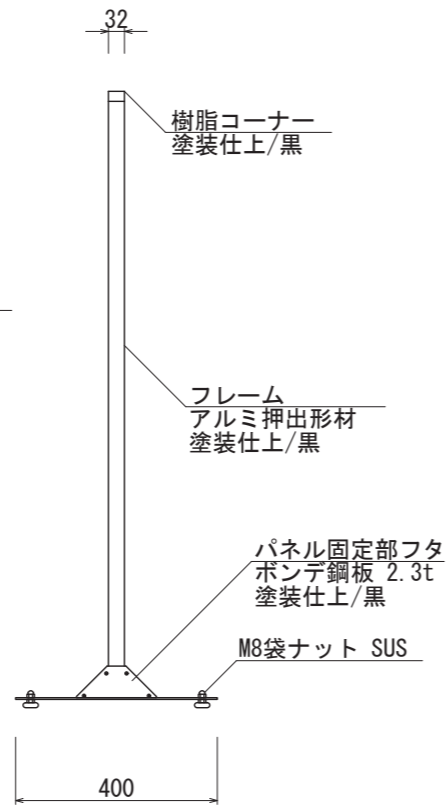 32
樹脂コーナー
塗装仕上/黒
フレーム
アルミ押出形材
塗装仕上/黒
パネル固定部フタ
ボンデ鋼板 2.3t
塗装仕上/黒
M8袋ナット SUS
400